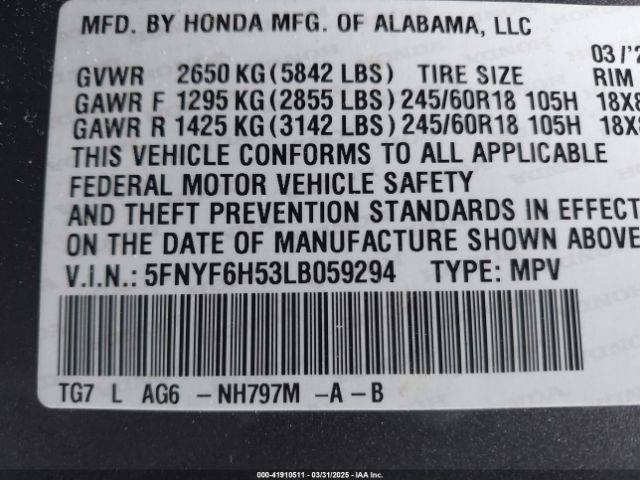 MFD. BY HONDA MFG. OF ALABAMA, LLC
03/'2
GVWR 2650 KG (5842 LBS) TIRE SIZE RIM
GAWR F 1295 KG (2855 LBS) 245/60R18 105H 18X8
GAWR R 1425 KG (3142 LBS) 245/60R18 105H 18X8
THIS VEHICLE CONFORMS TO ALL APPLICABLE
FEDERAL MOTOR VEHICLE SAFETY
AND THEFT PREVENTION STANDARDS IN EFFECT
ON THE DATE OF MANUFACTURE SHOWN ABOVE
V.I.N.: 5FNYF6H53LB059294 TYPE: MPV
TG7 L AG6 -NH797M -A -B
000-41910511 - 03/31/2025 - IAA Inc.